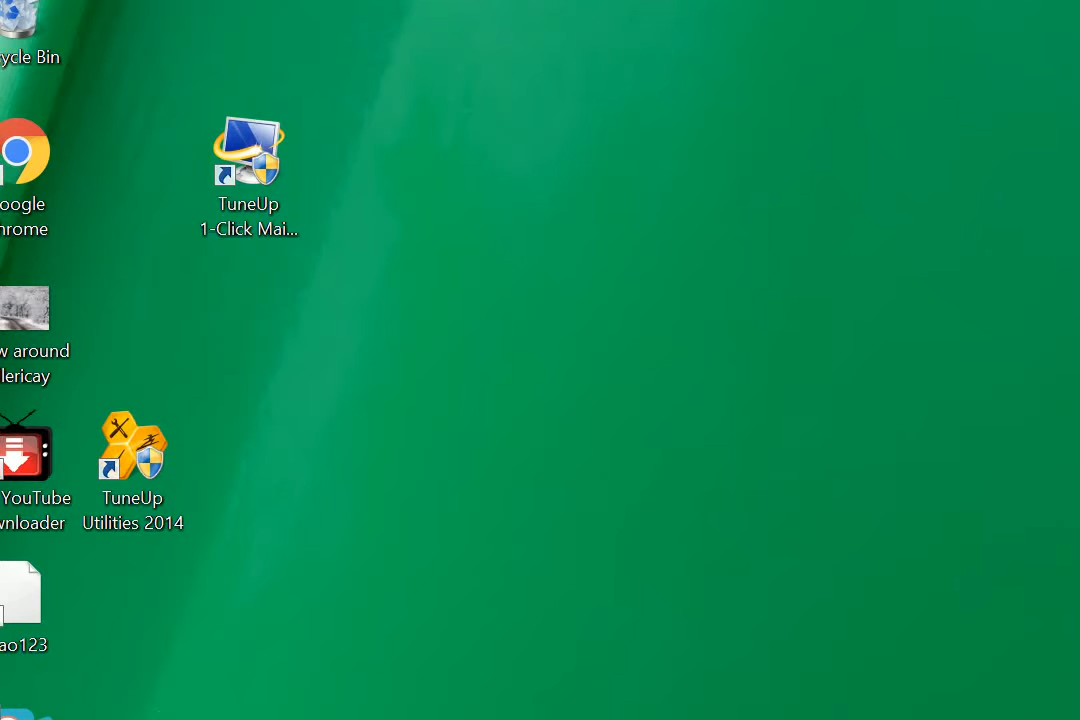 ycle Bin
oogle
hrome
TuneUp
1-Click Mai...
w around
lericay
YouTube
wnloader
TuneUp
Utilities 2014
ao123